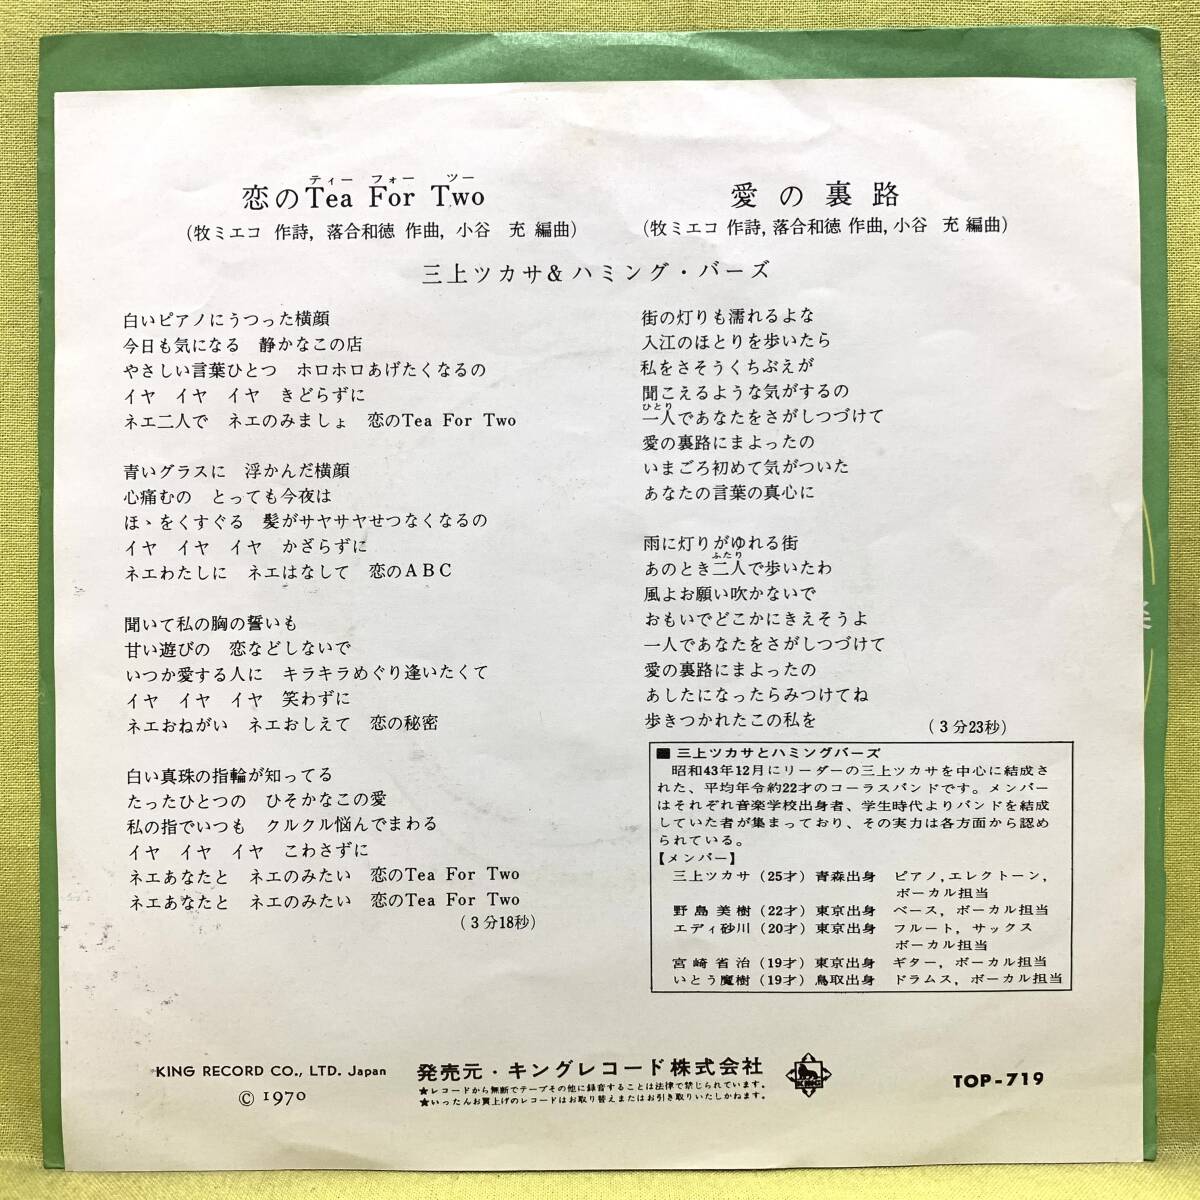 ティー フォー ツー
恋のTea For Two
(牧ミエコ 作詩, 落合和徳 作曲, 小谷 充 編曲)
愛の裏路
(牧ミエコ 作詩, 落合和徳 作曲, 小谷 充 編曲)
三上ツカサ&ハミング・バーズ
白いピアノにうつった横顔
今日も気になる 静かなこの店
やさしい言葉ひとつ ホロホロあげたくなるの
イヤ イヤ イヤ きどらずに
ネエ二人で ネエのみましょ 恋のTea For Two
青いグラスに 浮かんだ横顔
心痛むの とっても今夜は
ほゝをくすぐる 髪がサヤサヤせつなくなるの
イヤ イヤ イヤ かざらずに
ネエわたしに ネエはなして 恋のABC
聞いて私の胸の誓いも
甘い遊びの 恋などしないで
いつか愛する人に キラキラめぐり逢いたくて
イヤ イヤ イヤ 笑わずに
ネエおねがい ネエおしえて 恋の秘密
白い真珠の指輪が知ってる
たったひとつの ひそかなこの愛
私の指でいつも クルクル悩んでまわる
イヤ イヤ イヤ こわさずに
ネエあなたと ネエのみたい 恋のTea For Two
ネエあなたと ネエのみたい 恋のTea For Two
(3分18秒)
街の灯りも濡れるよな
入江のほとりを歩いたら
私をさそうくちぶえが
聞こえるような気がするの
ひとり
一人であなたをさがしつづけて
愛の裏路にまよったの
いまごろ初めて気がついた
あなたの言葉の真心に
雨に灯りがゆれる街
ふたり
あのとき二人で歩いたわ
風よお願い吹かないで
おもいでどこかにきえそうよ
一人であなたをさがしつづけて
愛の裏路にまよったの
あしたになったらみつけてね
歩きつかれたこの私を
(3分23秒)
三上ツカサとハミングバーズ
昭和43年12月にリーダーの三上ツカサを中心に結成さ
れた、平均年令約22才のコーラスバンドです。メンバー
はそれぞれ音楽学校出身者、学生時代よりバンドを結成
していた者が集まっており、その実力は各方面から認め
られている。
【メンバー】
三上ツカサ(25才)青森出身 ピアノ,エレクトーン,
ボーカル担当
野島美樹(22才)東京出身 ベース,ボーカル担当
エディ砂川(20才)東京出身 フルート,サックス
ボーカル担当
宮崎省治(19才)東京出身 ギター,ボーカル担当
いとう魔樹(19才)鳥取出身 ドラムス,ボーカル担当
KING RECORD CO., LTD. Japan
© 1970
発売元・キングレコード株式会社
★レコードから無断でテープその他に録音することは法律で禁じられています。
★いったんお買上げのレコードはお取り替えまたはお引き取りいたしかねます。
KING
TOP-719